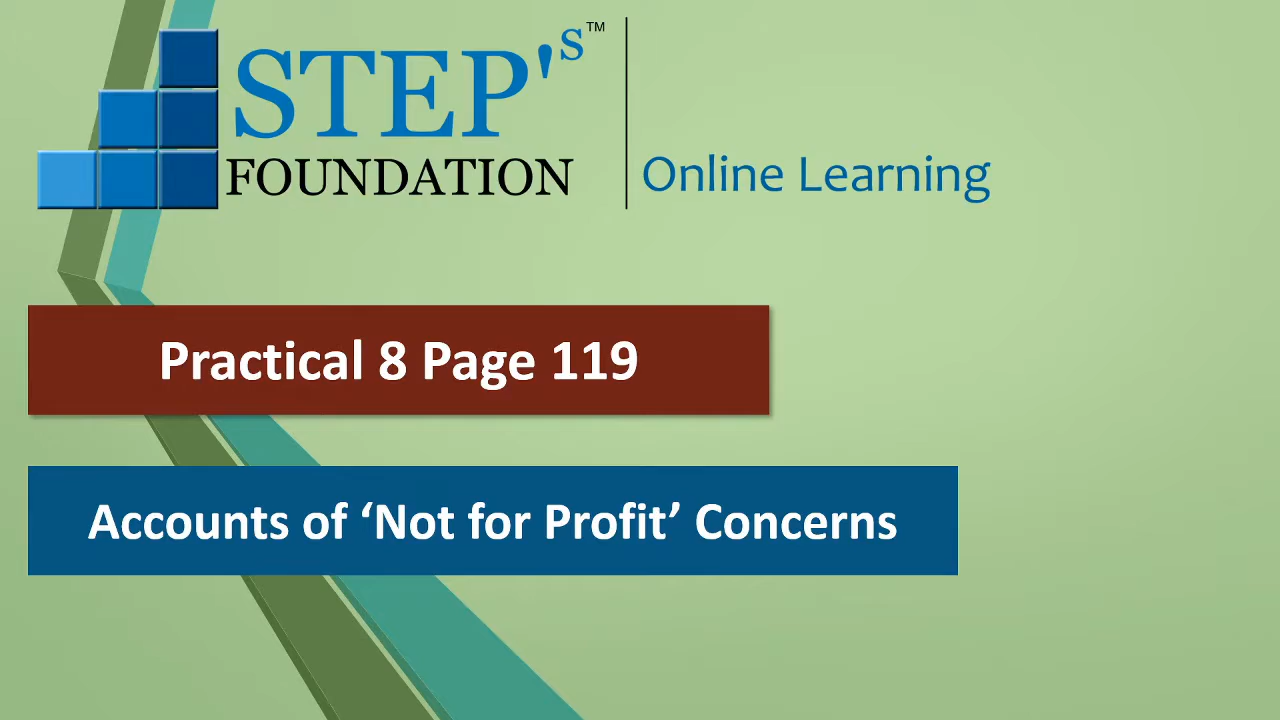 STEP's™
FOUNDATION
Online Learning
Practical 8 Page 119
Accounts of ‘Not for Profit’ Concerns